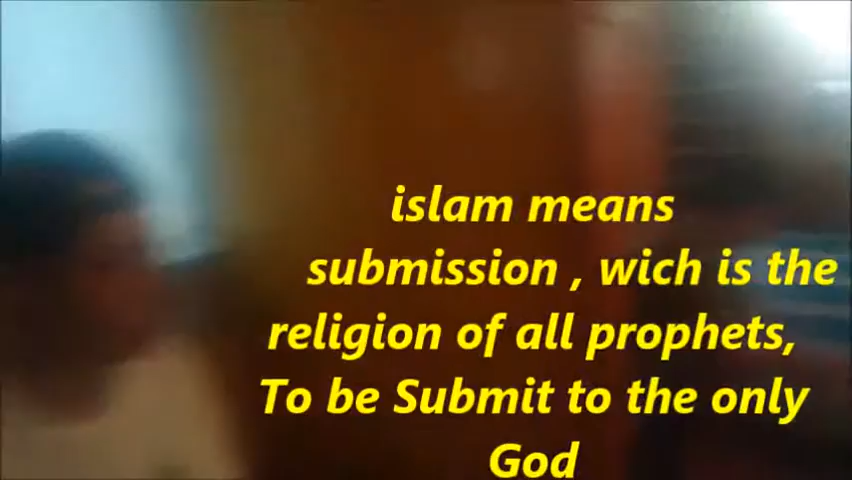 islam means
submission , wich is the
religion of all prophets,
To be Submit to the only
God